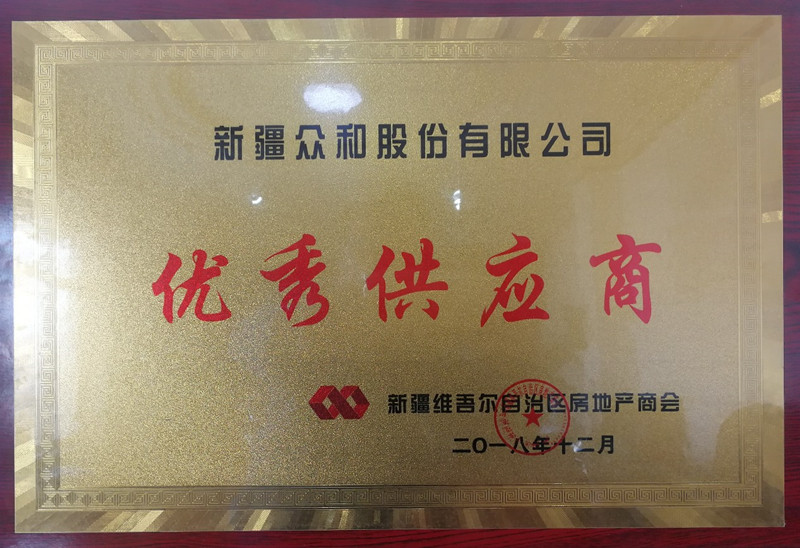 新疆众和股份有限公司
优秀供应商
新疆维吾尔自治区房地产商会
二〇一八年十二月